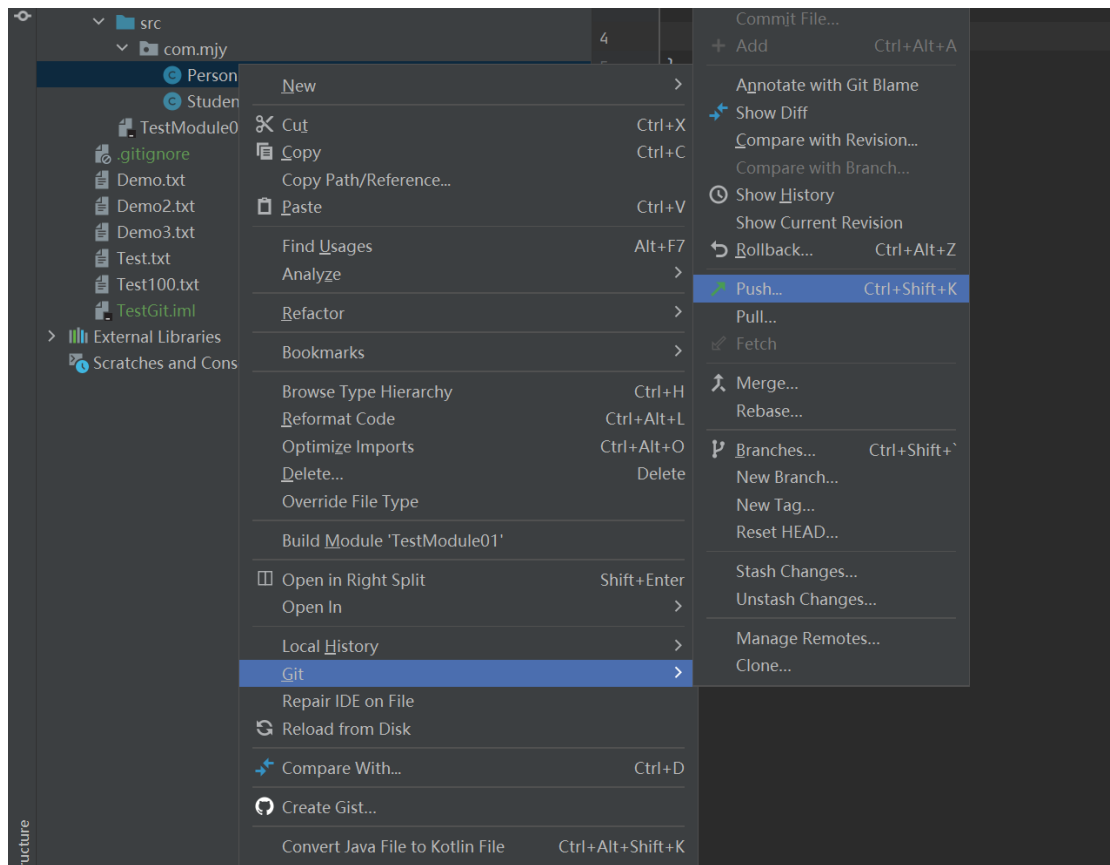 src
com.mjy
Person
Studen
TestModule0
.gitignore
Demo.txt
Demo2.txt
Demo3.txt
Test.txt
Test100.txt
TestGit.iml
External Libraries
Scratches and Cons
ructure
4
New
Cut Ctrl+X
Copy Ctrl+C
Copy Path/Reference...
Paste Ctrl+V
Find Usages Alt+F7
Analyze
Refactor
Bookmarks
Browse Type Hierarchy Ctrl+H
Reformat Code Ctrl+Alt+L
Optimize Imports Ctrl+Alt+O
Delete... Delete
Override File Type
Build Module 'TestModule01'
Open in Right Split Shift+Enter
Open In
Local History
Git
Repair IDE on File
Reload from Disk
Compare With... Ctrl+D
Create Gist...
Convert Java File to Kotlin File Ctrl+Alt+Shift+K
Commit File...
Add Ctrl+Alt+A
Annotate with Git Blame
Show Diff
Compare with Revision...
Compare with Branch...
Show History
Show Current Revision
Rollback... Ctrl+Alt+Z
Push... Ctrl+Shift+K
Pull...
Fetch
Merge...
Rebase...
Branches... Ctrl+Shift+`
New Branch...
New Tag...
Reset HEAD...
Stash Changes...
Unstash Changes...
Manage Remotes...
Clone...